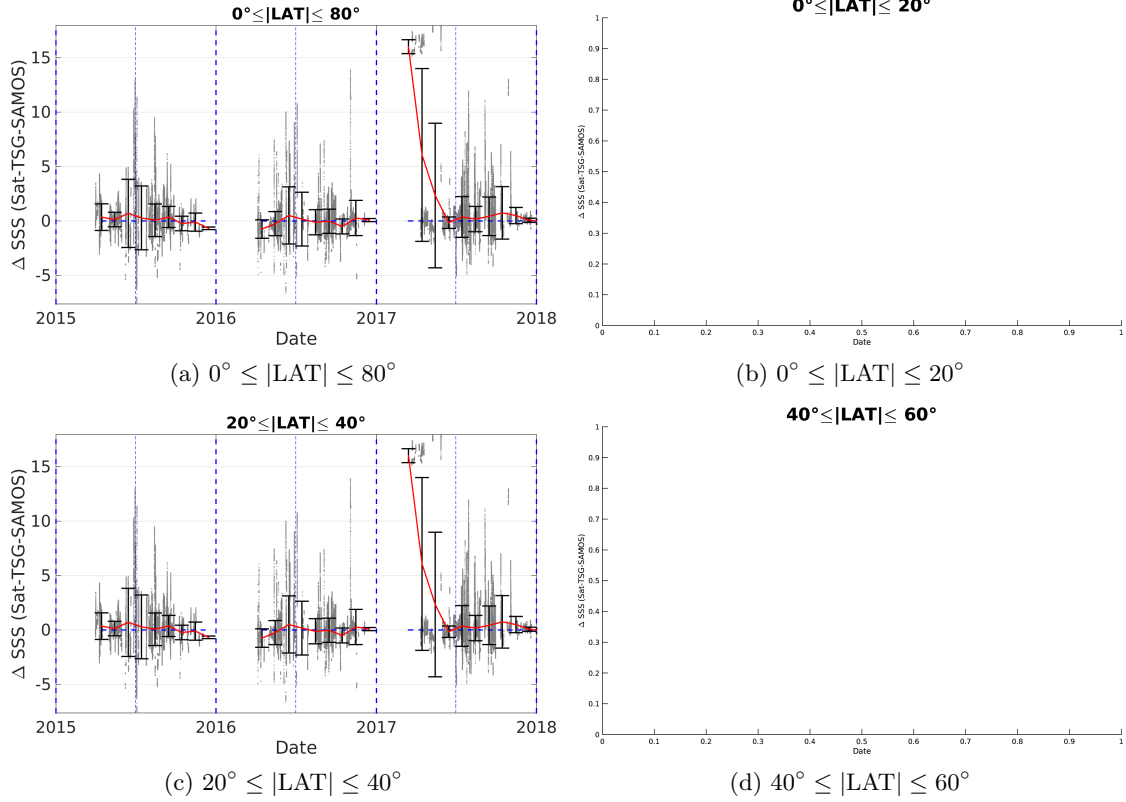 0°≤|LAT|≤ 80°
15
10
5
0
-5
Δ SSS (Sat-TSG-SAMOS)
2015 2016 2017 2018
Date
(a) 0° ≤ |LAT| ≤ 80°
0°≤|LAT|≤ 20°
1
0.9
0.8
0.7
0.6
0.5
0.4
0.3
0.2
0.1
0
Δ SSS (Sat-TSG-SAMOS)
0 0.1 0.2 0.3 0.4 0.5 0.6 0.7 0.8 0.9 1
Date
(b) 0° ≤ |LAT| ≤ 20°
20°≤|LAT|≤ 40°
15
10
5
0
-5
Δ SSS (Sat-TSG-SAMOS)
2015 2016 2017 2018
Date
(c) 20° ≤ |LAT| ≤ 40°
40°≤|LAT|≤ 60°
1
0.9
0.8
0.7
0.6
0.5
0.4
0.3
0.2
0.1
0
Δ SSS (Sat-TSG-SAMOS)
0 0.1 0.2 0.3 0.4 0.5 0.6 0.7 0.8 0.9 1
Date
(d) 40° ≤ |LAT| ≤ 60°